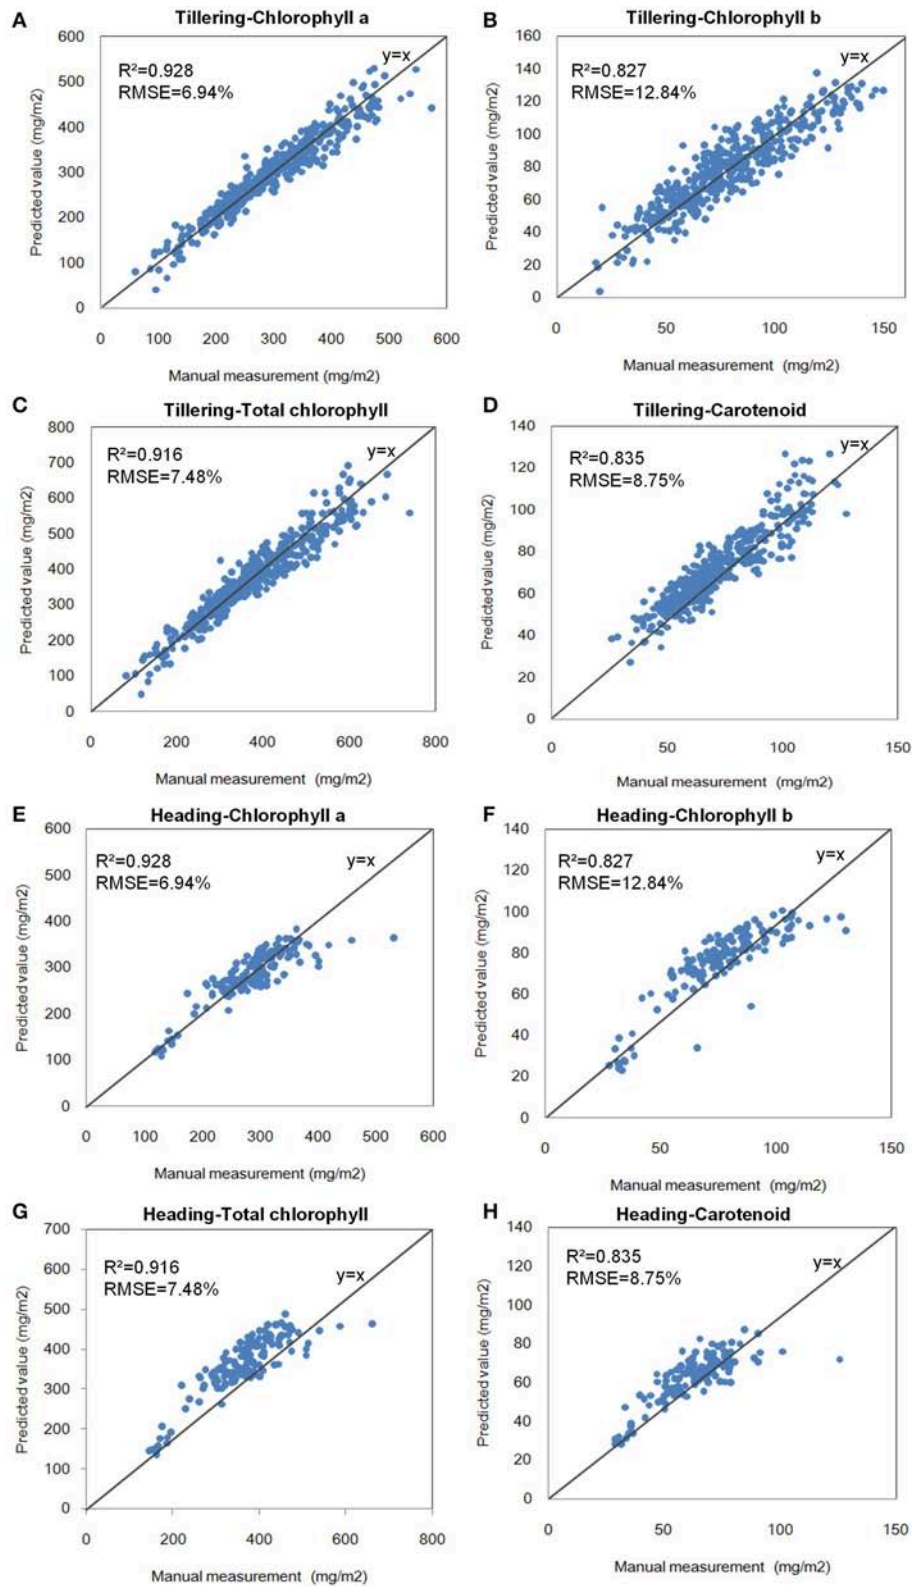 A
Tillering-Chlorophyll a
600
500
400
300
200
100
0
R²=0.928
RMSE=6.94%
y=x
Predicted value (mg/m2)
0 100 200 300 400 500 600
Manual measurement (mg/m2)
B
Tillering-Chlorophyll b
160
140
120
100
80
60
40
20
0
R²=0.827
RMSE=12.84%
y=x
Predicted value (mg/m2)
0 50 100 150
Manual measurement (mg/m2)
C
Tillering-Total chlorophyll
800
700
600
500
400
300
200
100
0
R²=0.916
RMSE=7.48%
y=x
Predicted value (mg/m2)
0 200 400 600 800
Manual measurement (mg/m2)
D
Tillering-Carotenoid
140
120
100
80
60
40
20
0
R²=0.835
RMSE=8.75%
y=x
Predicted value (mg/m2)
0 50 100 150
Manual measurement (mg/m2)
E
Heading-Chlorophyll a
600
500
400
300
200
100
0
R²=0.928
RMSE=6.94%
y=x
Predicted value (mg/m2)
0 100 200 300 400 500 600
Manual measurement (mg/m2)
F
Heading-Chlorophyll b
140
120
100
80
60
40
20
0
R²=0.827
RMSE=12.84%
y=x
Predicted value (mg/m2)
0 50 100 150
Manual measurement (mg/m2)
G
Heading-Total chlorophyll
700
600
500
400
300
200
100
0
R²=0.916
RMSE=7.48%
y=x
Predicted value (mg/m2)
0 200 400 600 800
Manual measurement (mg/m2)
H
Heading-Carotenoid
140
120
100
80
60
40
20
0
R²=0.835
RMSE=8.75%
y=x
Predicted value (mg/m2)
0 50 100 150
Manual measurement (mg/m2)